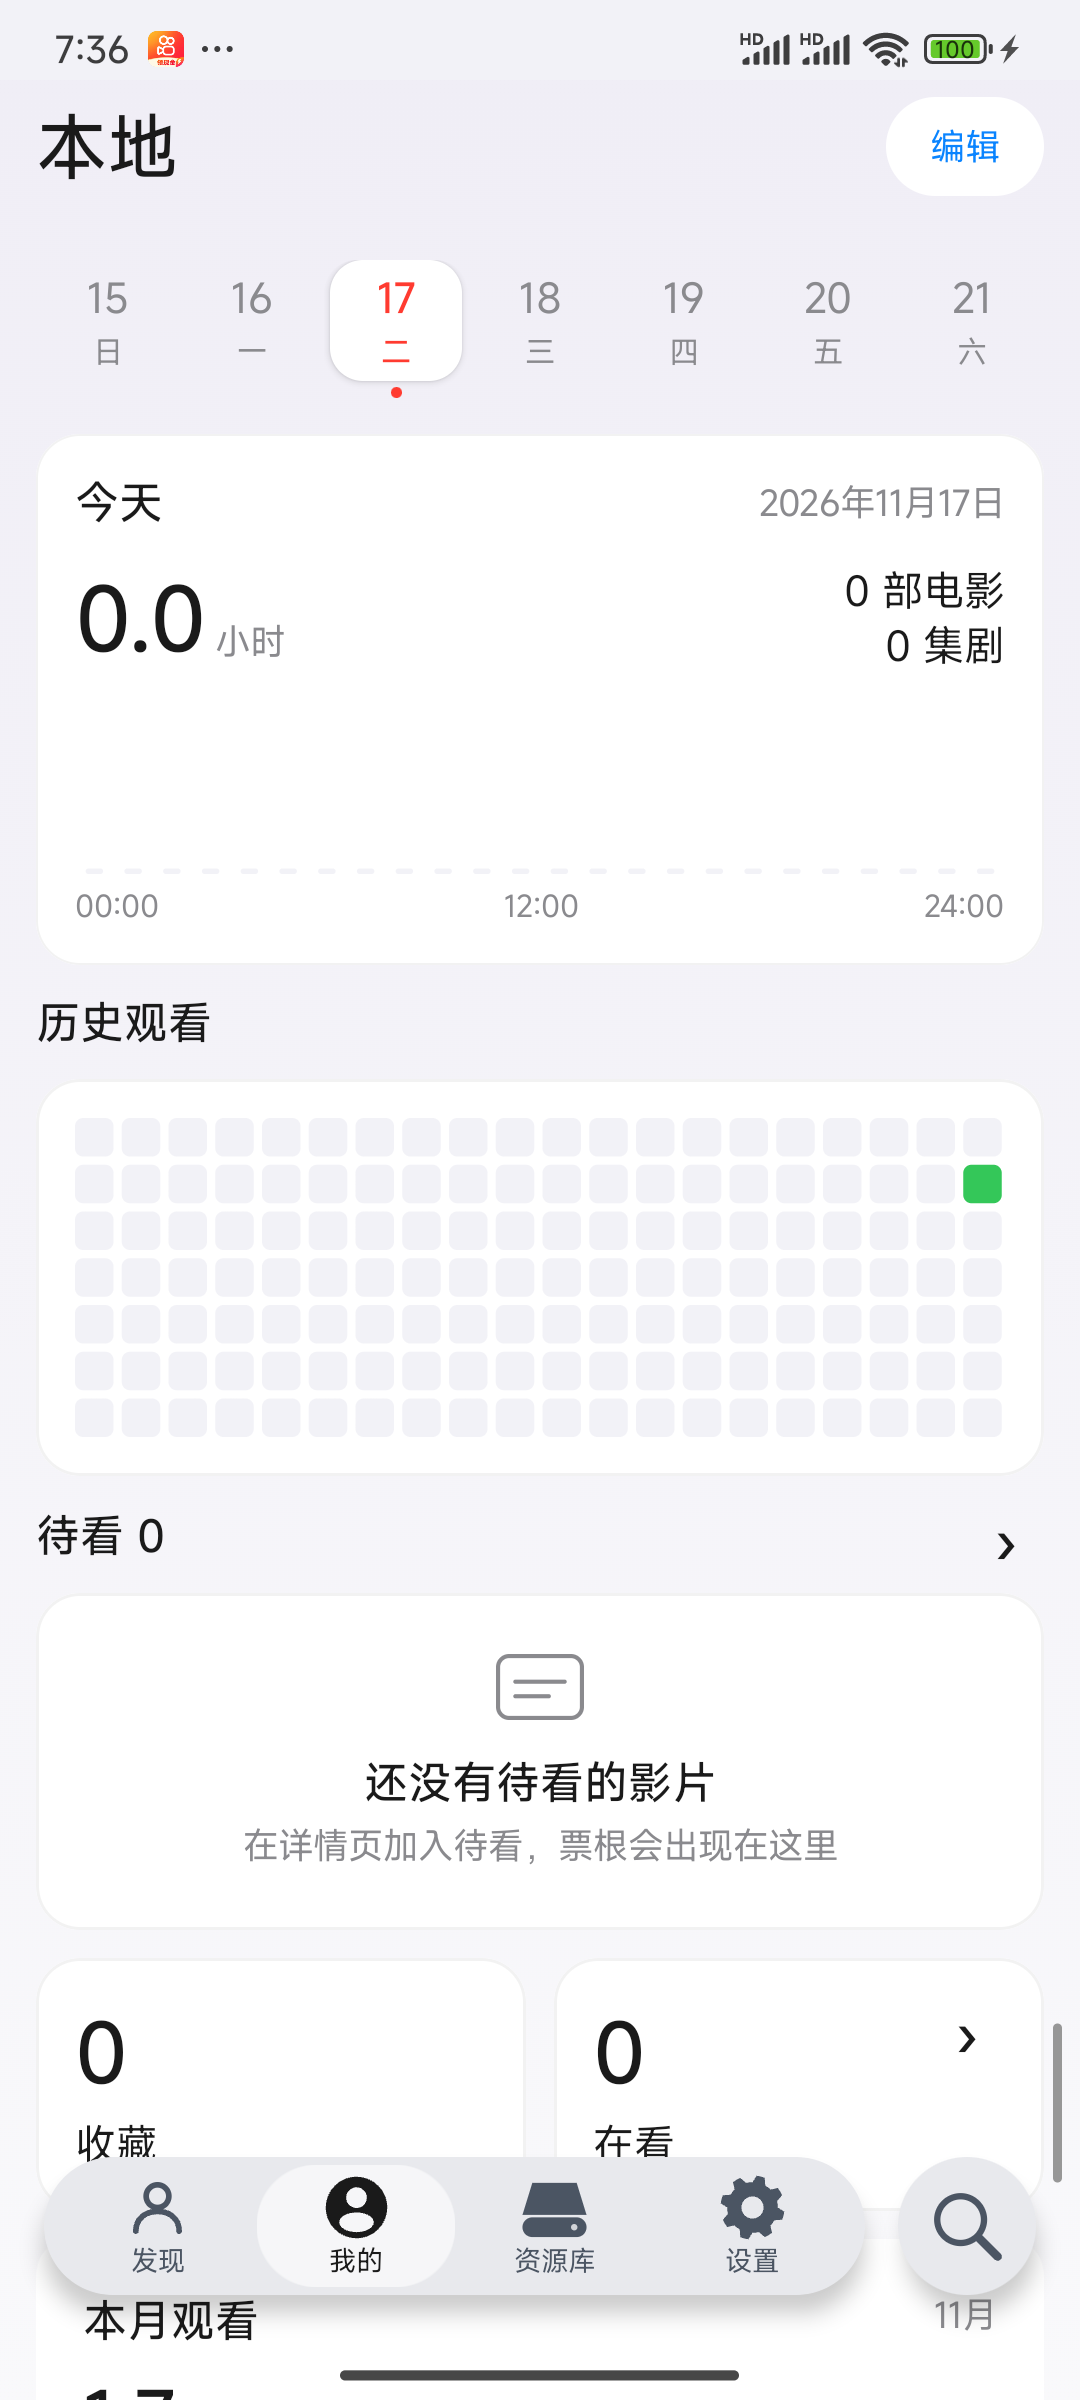 7:36
HD HD 100
本地
编辑
15 16 17 18 19 20 21
日 一 二 三 四 五 六
今天 2026年11月17日
0.0 小时
0 部电影
0 集剧
00:00 12:00 24:00
历史观看
待看 0
还没有待看的影片
在详情页加入待看，票根会出现在这里
0 0
收藏 在看
发现 我的 资源库 设置
本月观看 11月